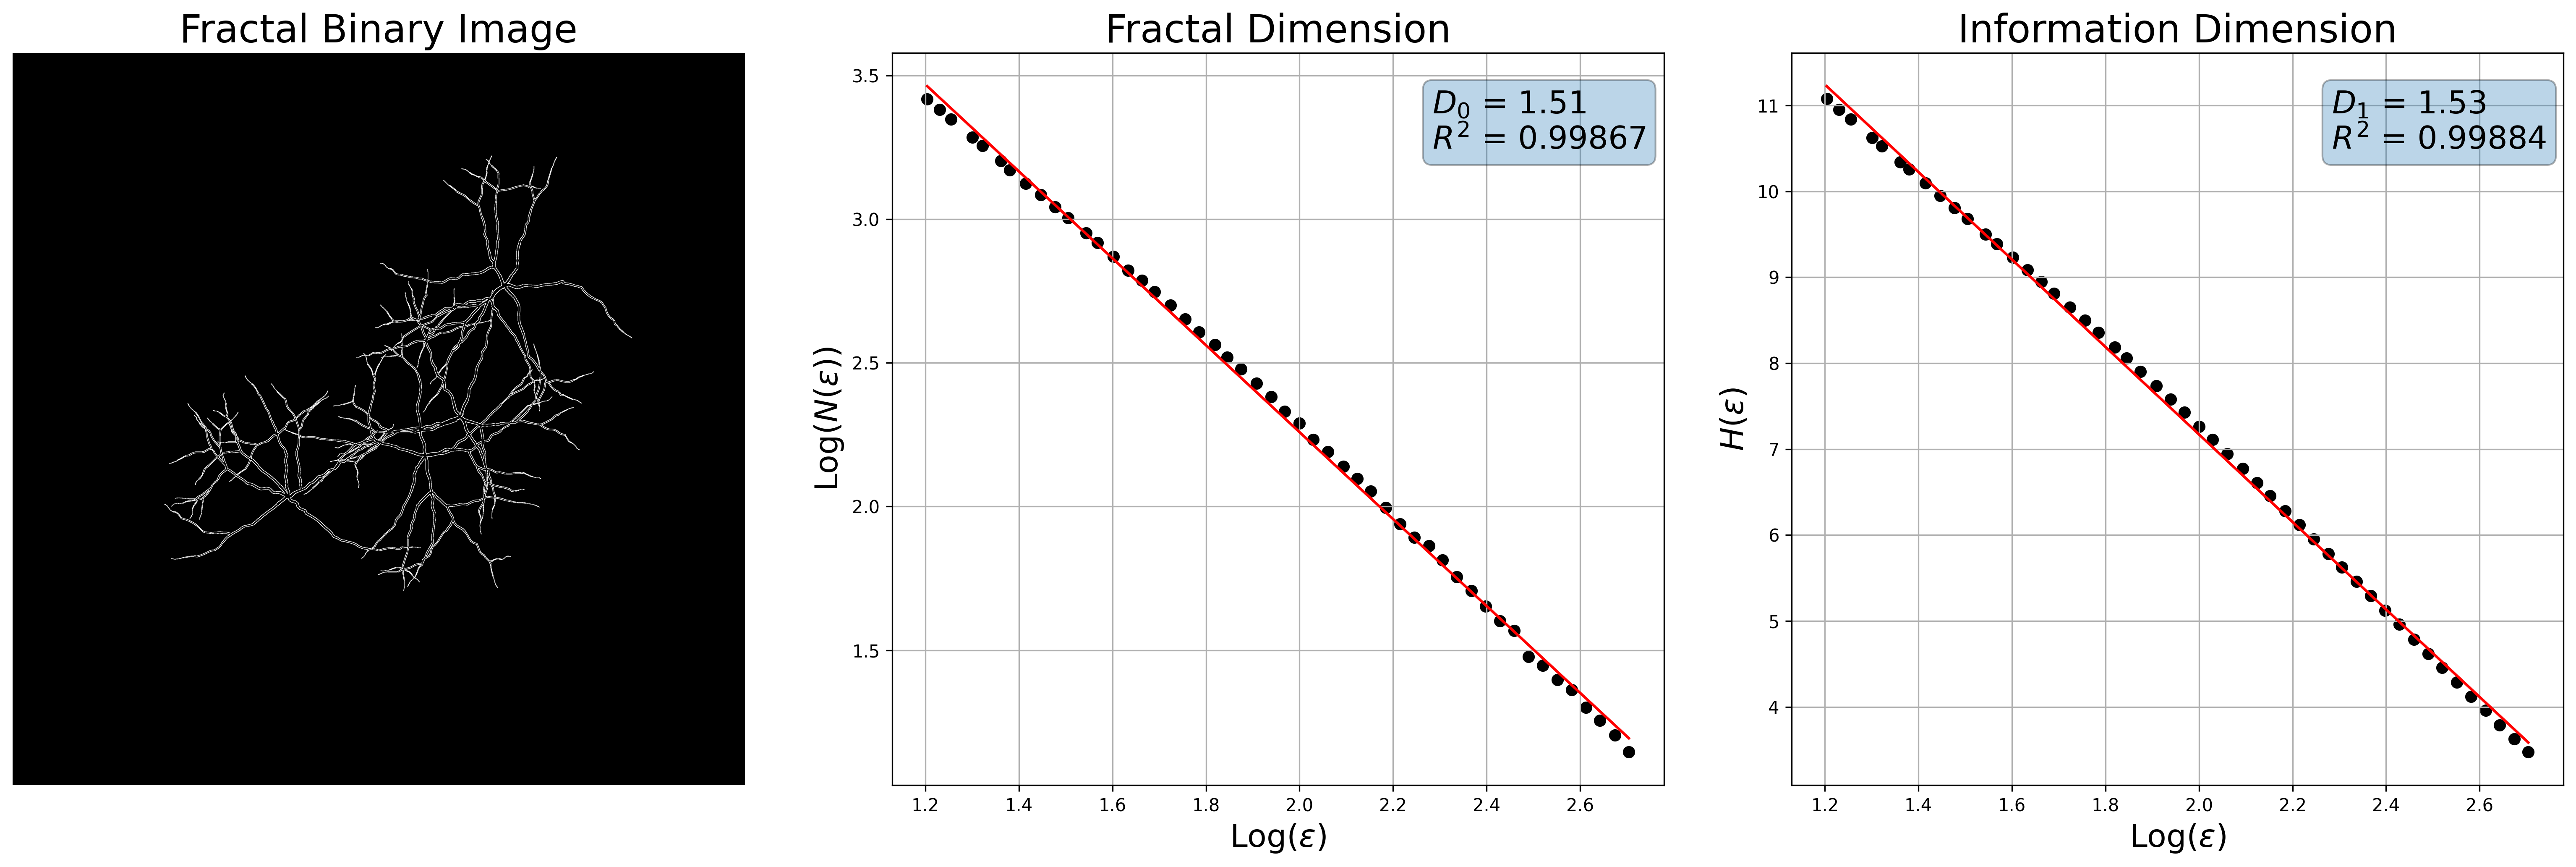 Fractal Binary Image
Fractal Dimension
3.5
3.0
2.5
2.0
1.5
Log(N(ε))
D₀ = 1.51
R² = 0.99867
1.2 1.4 1.6 1.8 2.0 2.2 2.4 2.6
Log(ε)
Information Dimension
11
10
9
8
7
6
5
4
H(ε)
D₁ = 1.53
R² = 0.99884
1.2 1.4 1.6 1.8 2.0 2.2 2.4 2.6
Log(ε)